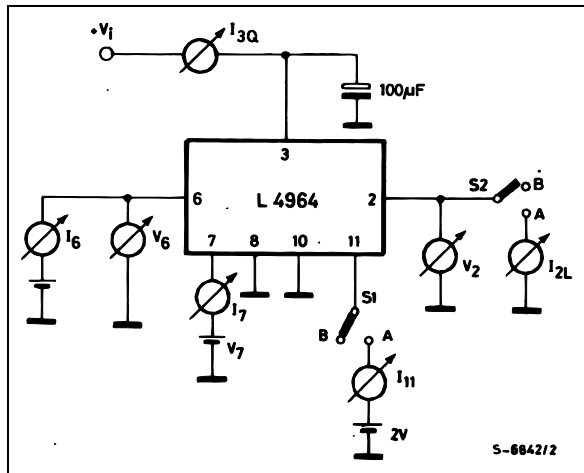 +Vi
I3Q
100µF
3
6
L 4964
2
S2
B
A
7
8
10
11
I6
V6
I7
V2
I2L
S1
B
A
V7
I11
2V
S-6842/2